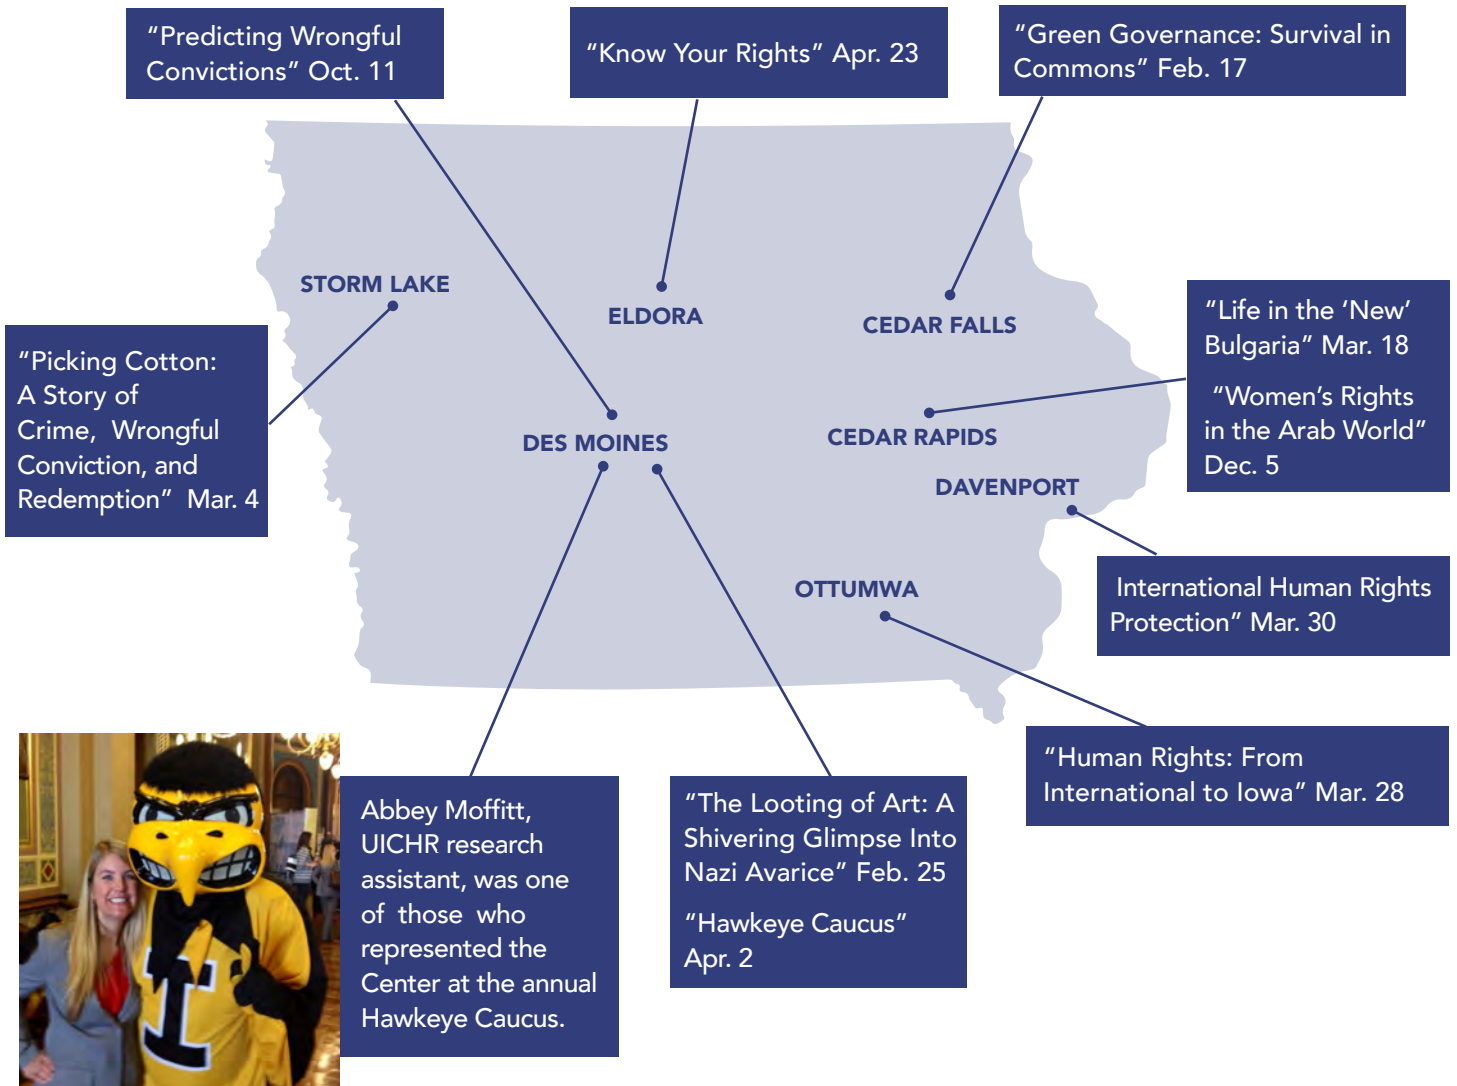 “Predicting Wrongful
Convictions” Oct. 11
“Know Your Rights” Apr. 23
“Green Governance: Survival in
Commons” Feb. 17
STORM LAKE
ELDORA
CEDAR FALLS
“Life in the ‘New’
Bulgaria” Mar. 18
“Women’s Rights
in the Arab World”
Dec. 5
“Picking Cotton:
A Story of
Crime, Wrongful
Conviction, and
Redemption” Mar. 4
DES MOINES
CEDAR RAPIDS
DAVENPORT
International Human Rights
Protection” Mar. 30
OTTUMWA
“Human Rights: From
International to Iowa” Mar. 28
Abbey Moffitt,
UICHR research
assistant, was one
of those who
represented the
Center at the annual
Hawkeye Caucus.
“The Looting of Art: A
Shivering Glimpse Into
Nazi Avarice” Feb. 25
“Hawkeye Caucus”
Apr. 2
I